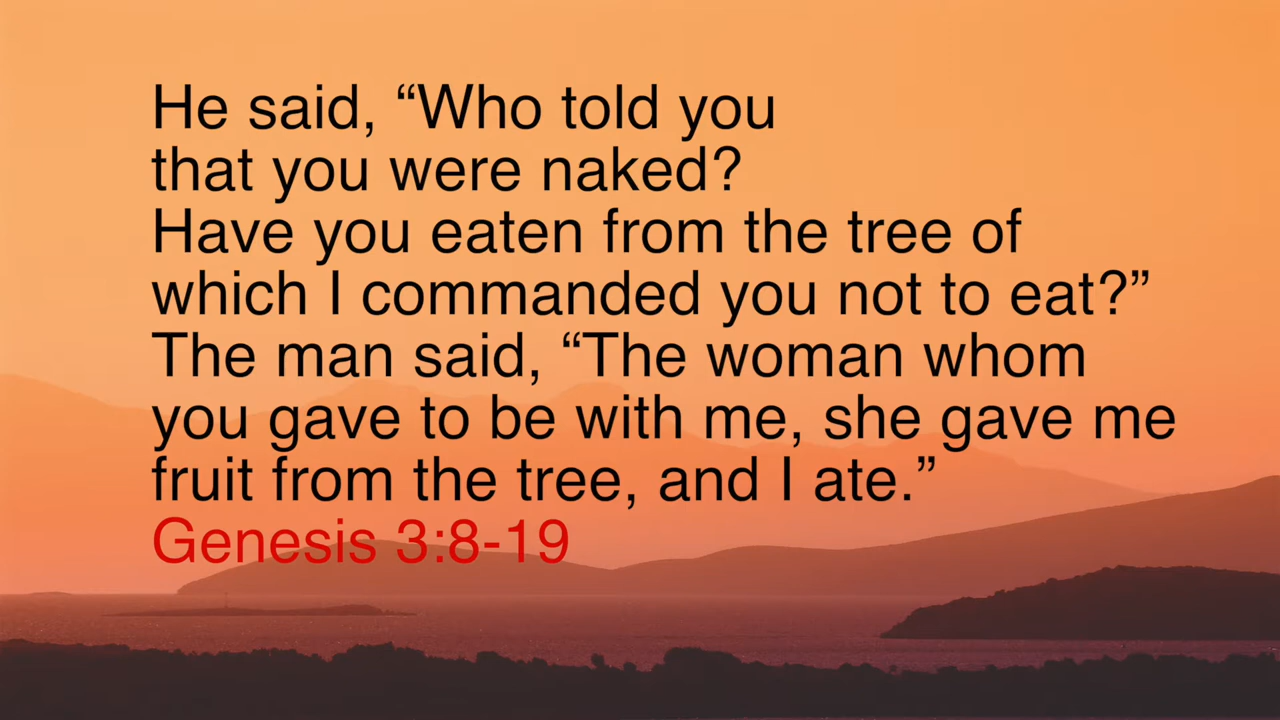 He said, “Who told you
that you were naked?
Have you eaten from the tree of
which I commanded you not to eat?”
The man said, “The woman whom
you gave to be with me, she gave me
fruit from the tree, and I ate.”
Genesis 3:8-19